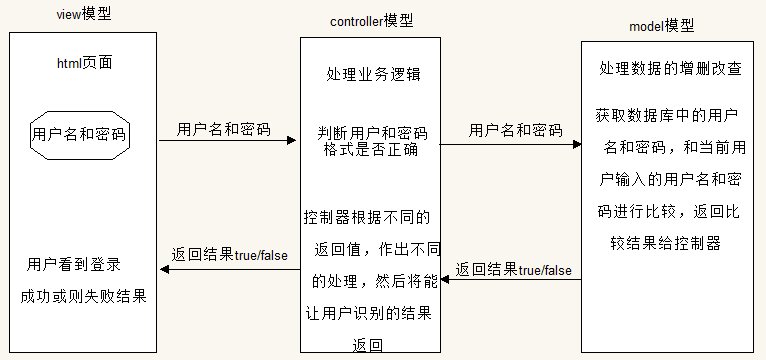 view模型
controller模型
model模型
html页面
用户名和密码
用户看到登录
成功或则失败结果
用户名和密码
返回结果true/false
处理业务逻辑
判断用户和密码
格式是否正确
控制器根据不同的
返回值，作出不同
的处理，然后将能
让用户识别的结果
返回
用户名和密码
返回结果true/false
处理数据的增删改查
获取数据库中的用户
名和密码，和当前用
户输入的用户名和密
码进行比较，返回比
较结果给控制器